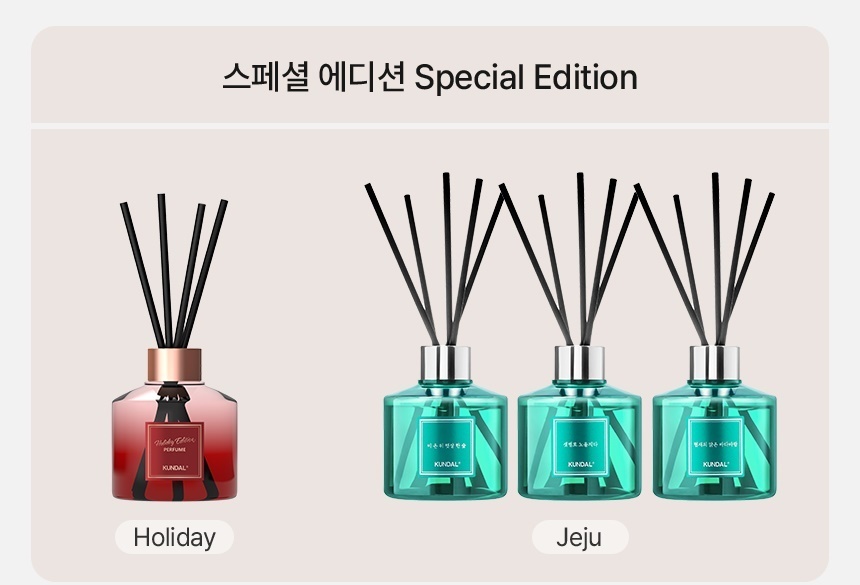 스페셜 에디션 Special Edition
Holiday Edition
PERFUME
KUNDAL
KUNDAL
KUNDAL
KUNDAL
Holiday
Jeju